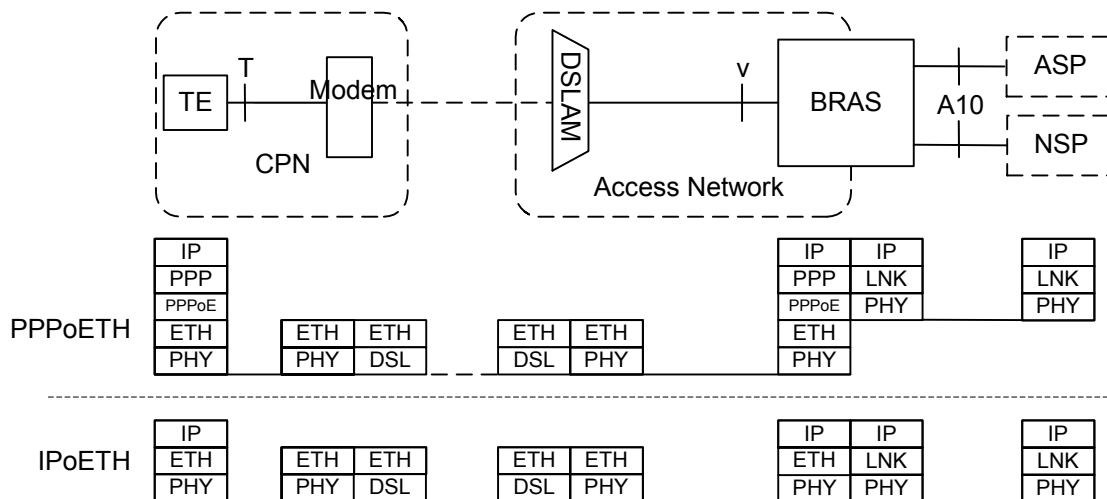 T
TE
Modem
CPN
DSLAM
v
BRAS
Access Network
A10
ASP
NSP
PPPoETH
IP IP IP IP
PPP PPP LNK LNK
PPPoE PPPoE PHY PHY
ETH ETH ETH ETH ETH ETH
PHY PHY DSL DSL PHY PHY
IPoETH
IP IP IP IP
ETH ETH ETH ETH ETH ETH LNK LNK
PHY PHY DSL DSL PHY PHY PHY PHY